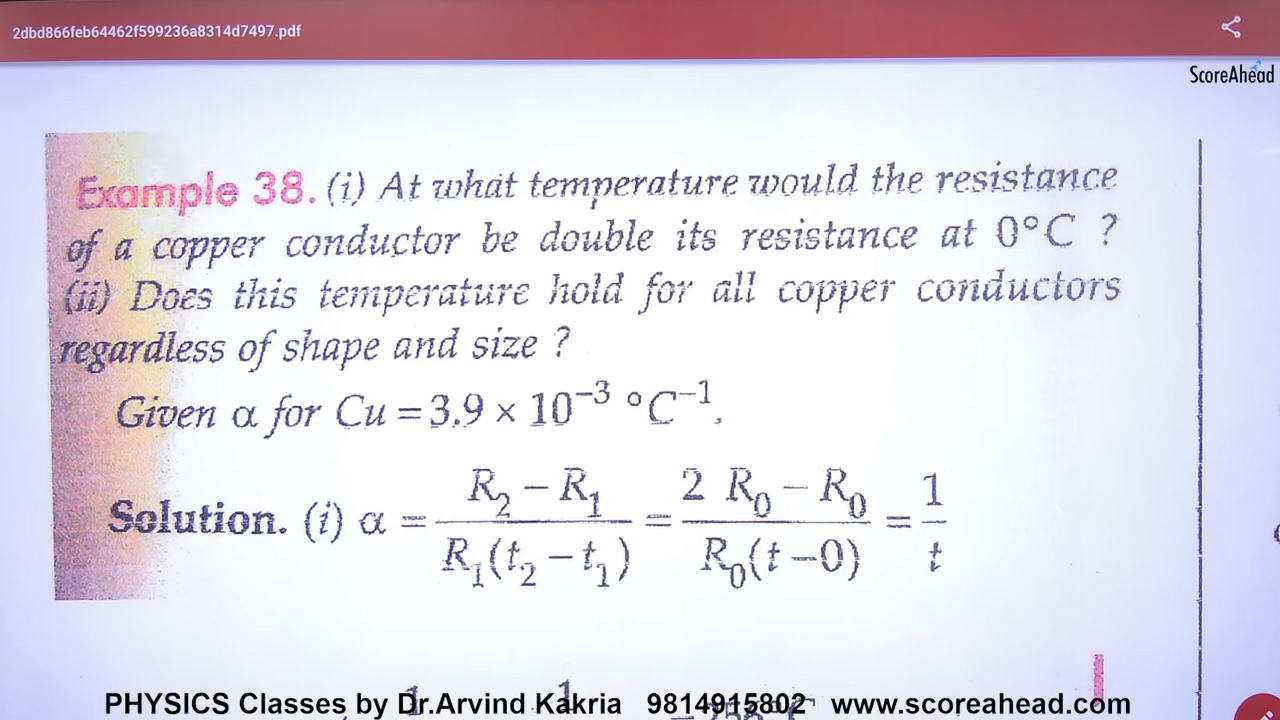 2dbd866feb64462f599236a8314d7497.pdf
ScoreAhead
Example 38. (i) At what temperature would the resistance
of a copper conductor be double its resistance at 0°C ?
(ii) Does this temperature hold for all copper conductors
regardless of shape and size ?
Given α for Cu = 3.9 × 10⁻³ °C⁻¹.
Solution. (i) α = R₂ − R₁ / R₁(t₂ − t₁) = 2 R₀ − R₀ / R₀(t − 0) = 1 / t
PHYSICS Classes by Dr.Arvind Kakria 9814915802 www.scoreahead.com